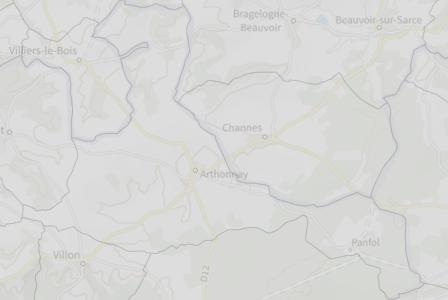 Bragelogne-
Beauvoir
Beauvoir-sur-Sarce
Villiers-le-Bois
t
Channes
Arthonnay
Villon
Panfol
D12